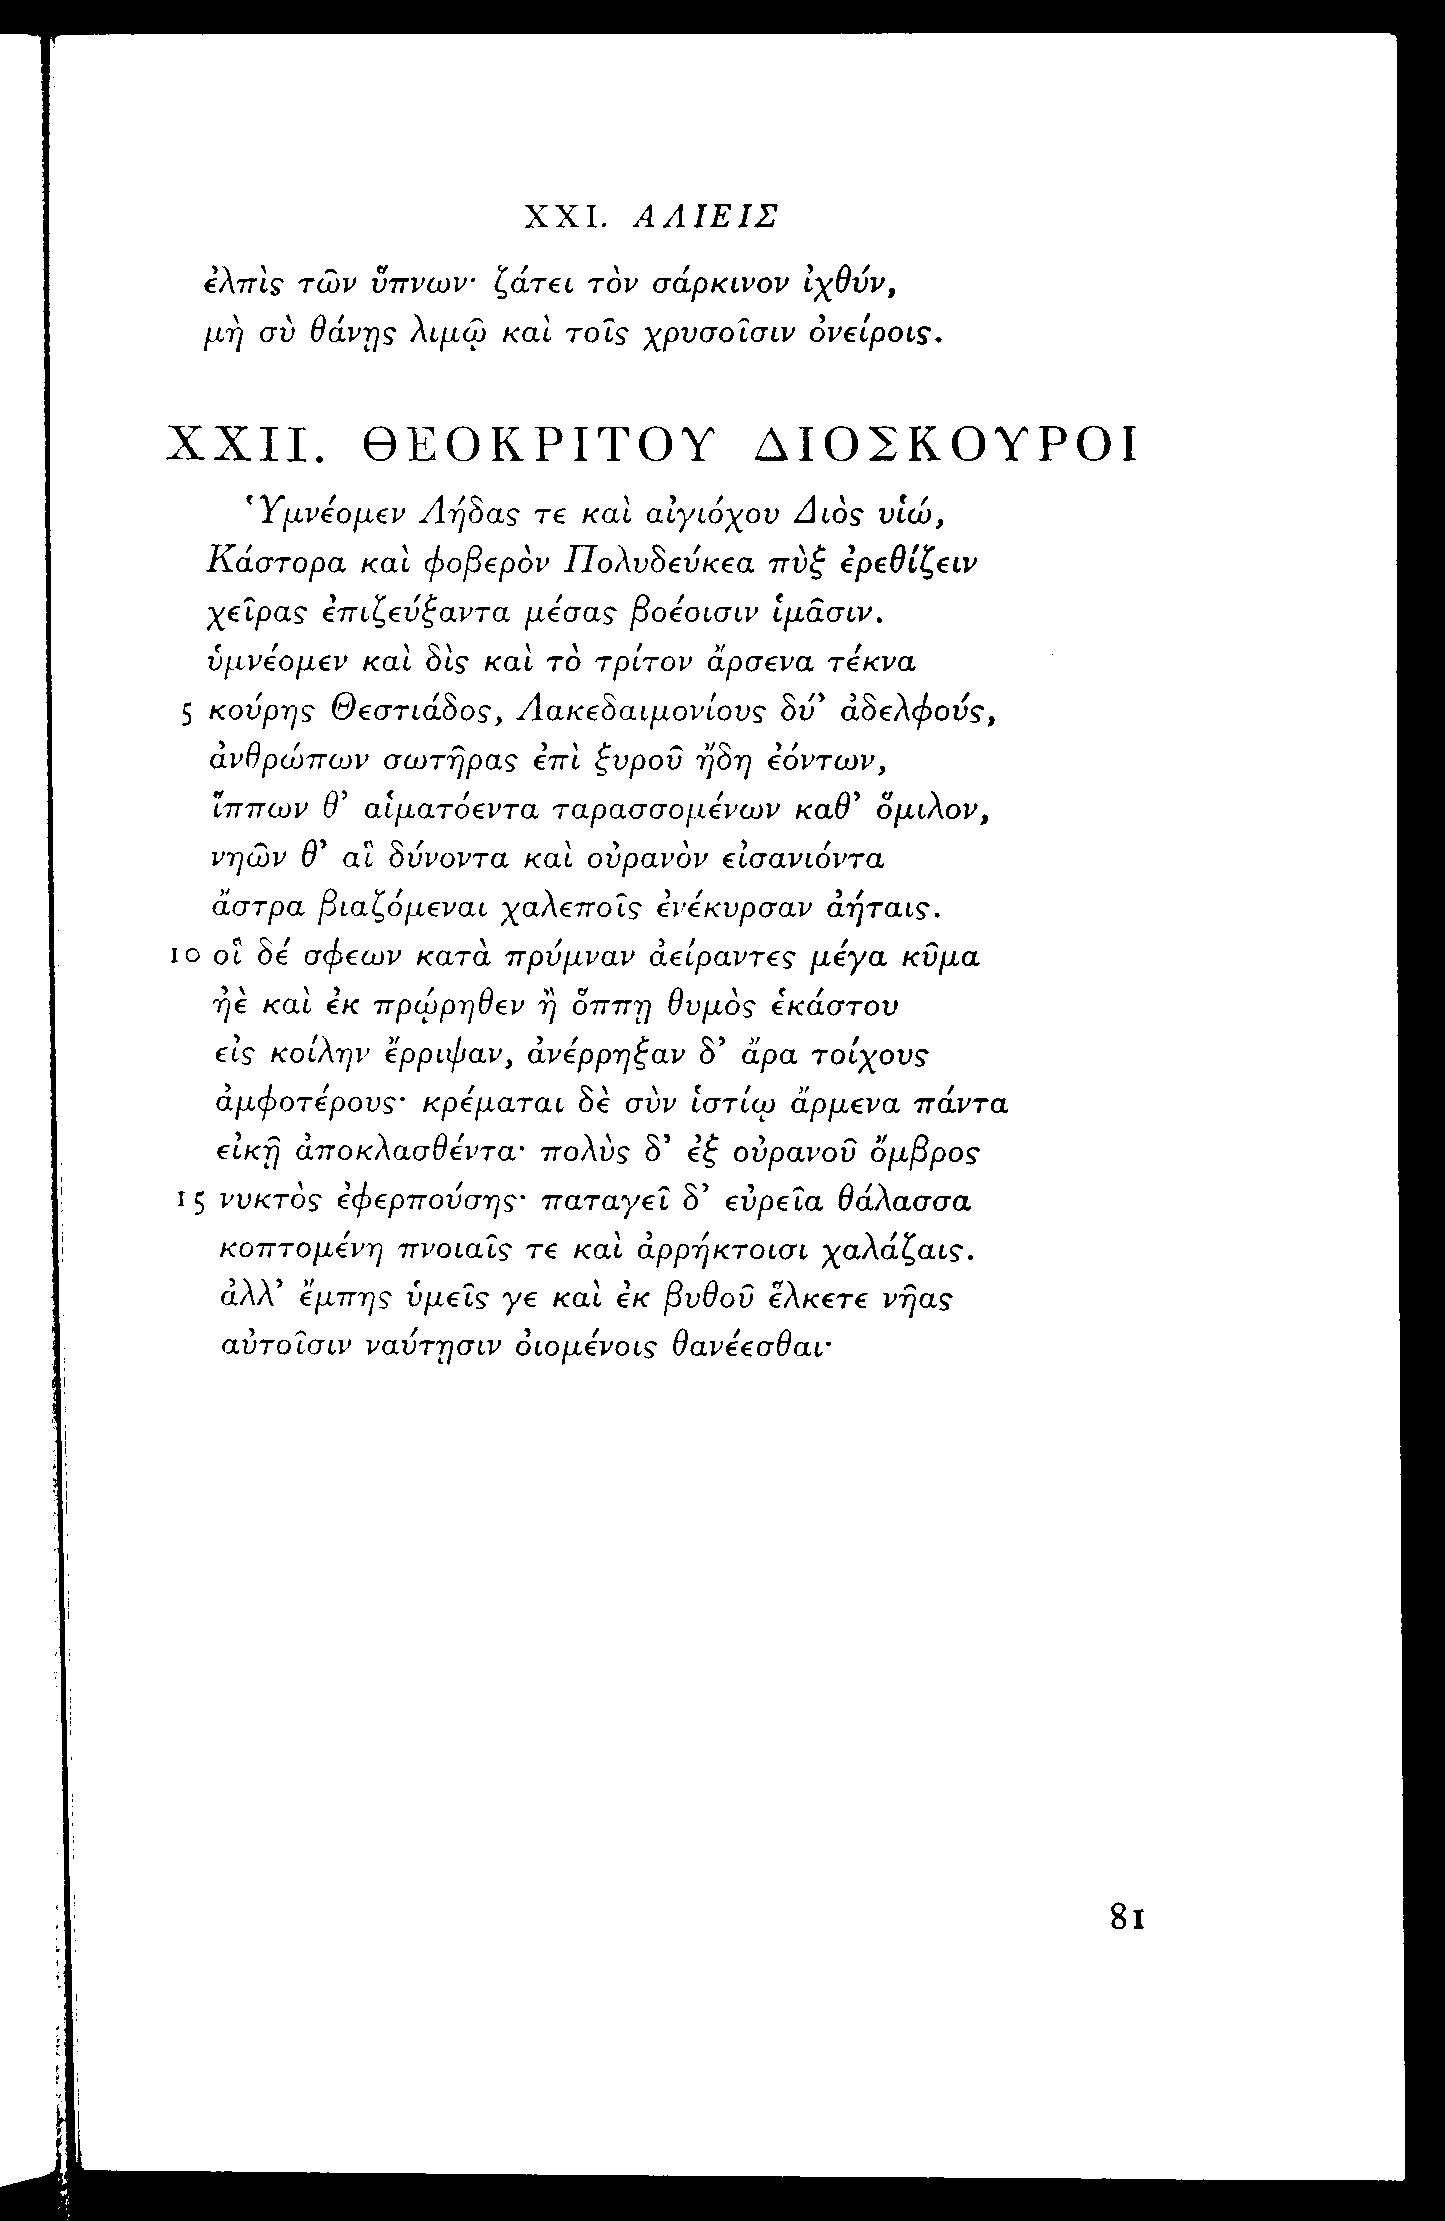 XXI. ΑΛΙΕΙΣ
ἐλπὶς τῶν ὕπνων· ζάτει τὸν σάρκινον ἰχθύν,
μὴ σὺ θάνῃς λιμῷ καὶ τοῖς χρυσοῖσιν ὀνείροις.
XXII. ΘΕΟΚΡΙΤΟΥ ΔΙΟΣΚΟΥΡΟΙ
Ὑμνέομεν Λήδας τε καὶ αἰγιόχου Διὸς υἱώ,
Κάστορα καὶ φοβερὸν Πολυδεύκεα πὺξ ἐρεθίζειν
χεῖρας ἐπιζεύξαντα μέσας βοέοισιν ἱμᾶσιν.
ὑμνέομεν καὶ δὶς καὶ τὸ τρίτον ἄρσενα τέκνα
5 κούρης Θεστιάδος, Λακεδαιμονίους δύ' ἀδελφούς,
ἀνθρώπων σωτῆρας ἐπὶ ξυροῦ ἤδη ἐόντων,
ἵππων θ' αἱματόεντα ταρασσομένων καθ' ὅμιλον,
νηῶν θ' αἳ δύνοντα καὶ οὐρανὸν εἰσανιόντα
ἄστρα βιαζόμεναι χαλεποῖς ἐνέκυρσαν ἀήταις.
10 οἳ δέ σφεων κατὰ πρύμναν ἀείραντες μέγα κῦμα
ἠὲ καὶ ἐκ πρῴρηθεν ἢ ὅππῃ θυμὸς ἑκάστου
εἰς κοίλην ἔρριψαν, ἀνέρρηξαν δ' ἄρα τοίχους
ἀμφοτέρους· κρέμαται δὲ σὺν ἱστίῳ ἄρμενα πάντα
εἰκῇ ἀποκλασθέντα· πολὺς δ' ἐξ οὐρανοῦ ὄμβρος
15 νυκτὸς ἐφερπούσης· παταγεῖ δ' εὐρεῖα θάλασσα
κοπτομένη πνοιαῖς τε καὶ ἀρρήκτοισι χαλάζαις.
ἀλλ' ἔμπης ὑμεῖς γε καὶ ἐκ βυθοῦ ἕλκετε νῆας
αὐτοῖσιν ναύτῃσιν ὀιομένοις θανέεσθαι·
81